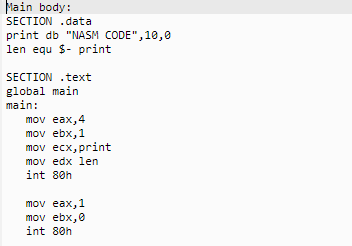 Main body:
SECTION .data
print db "NASM CODE",10,0
len equ $- print
SECTION .text
global main
main:
mov eax,4
mov ebx,1
mov ecx,print
mov edx len
int 80h
mov eax,1
mov ebx,0
int 80h